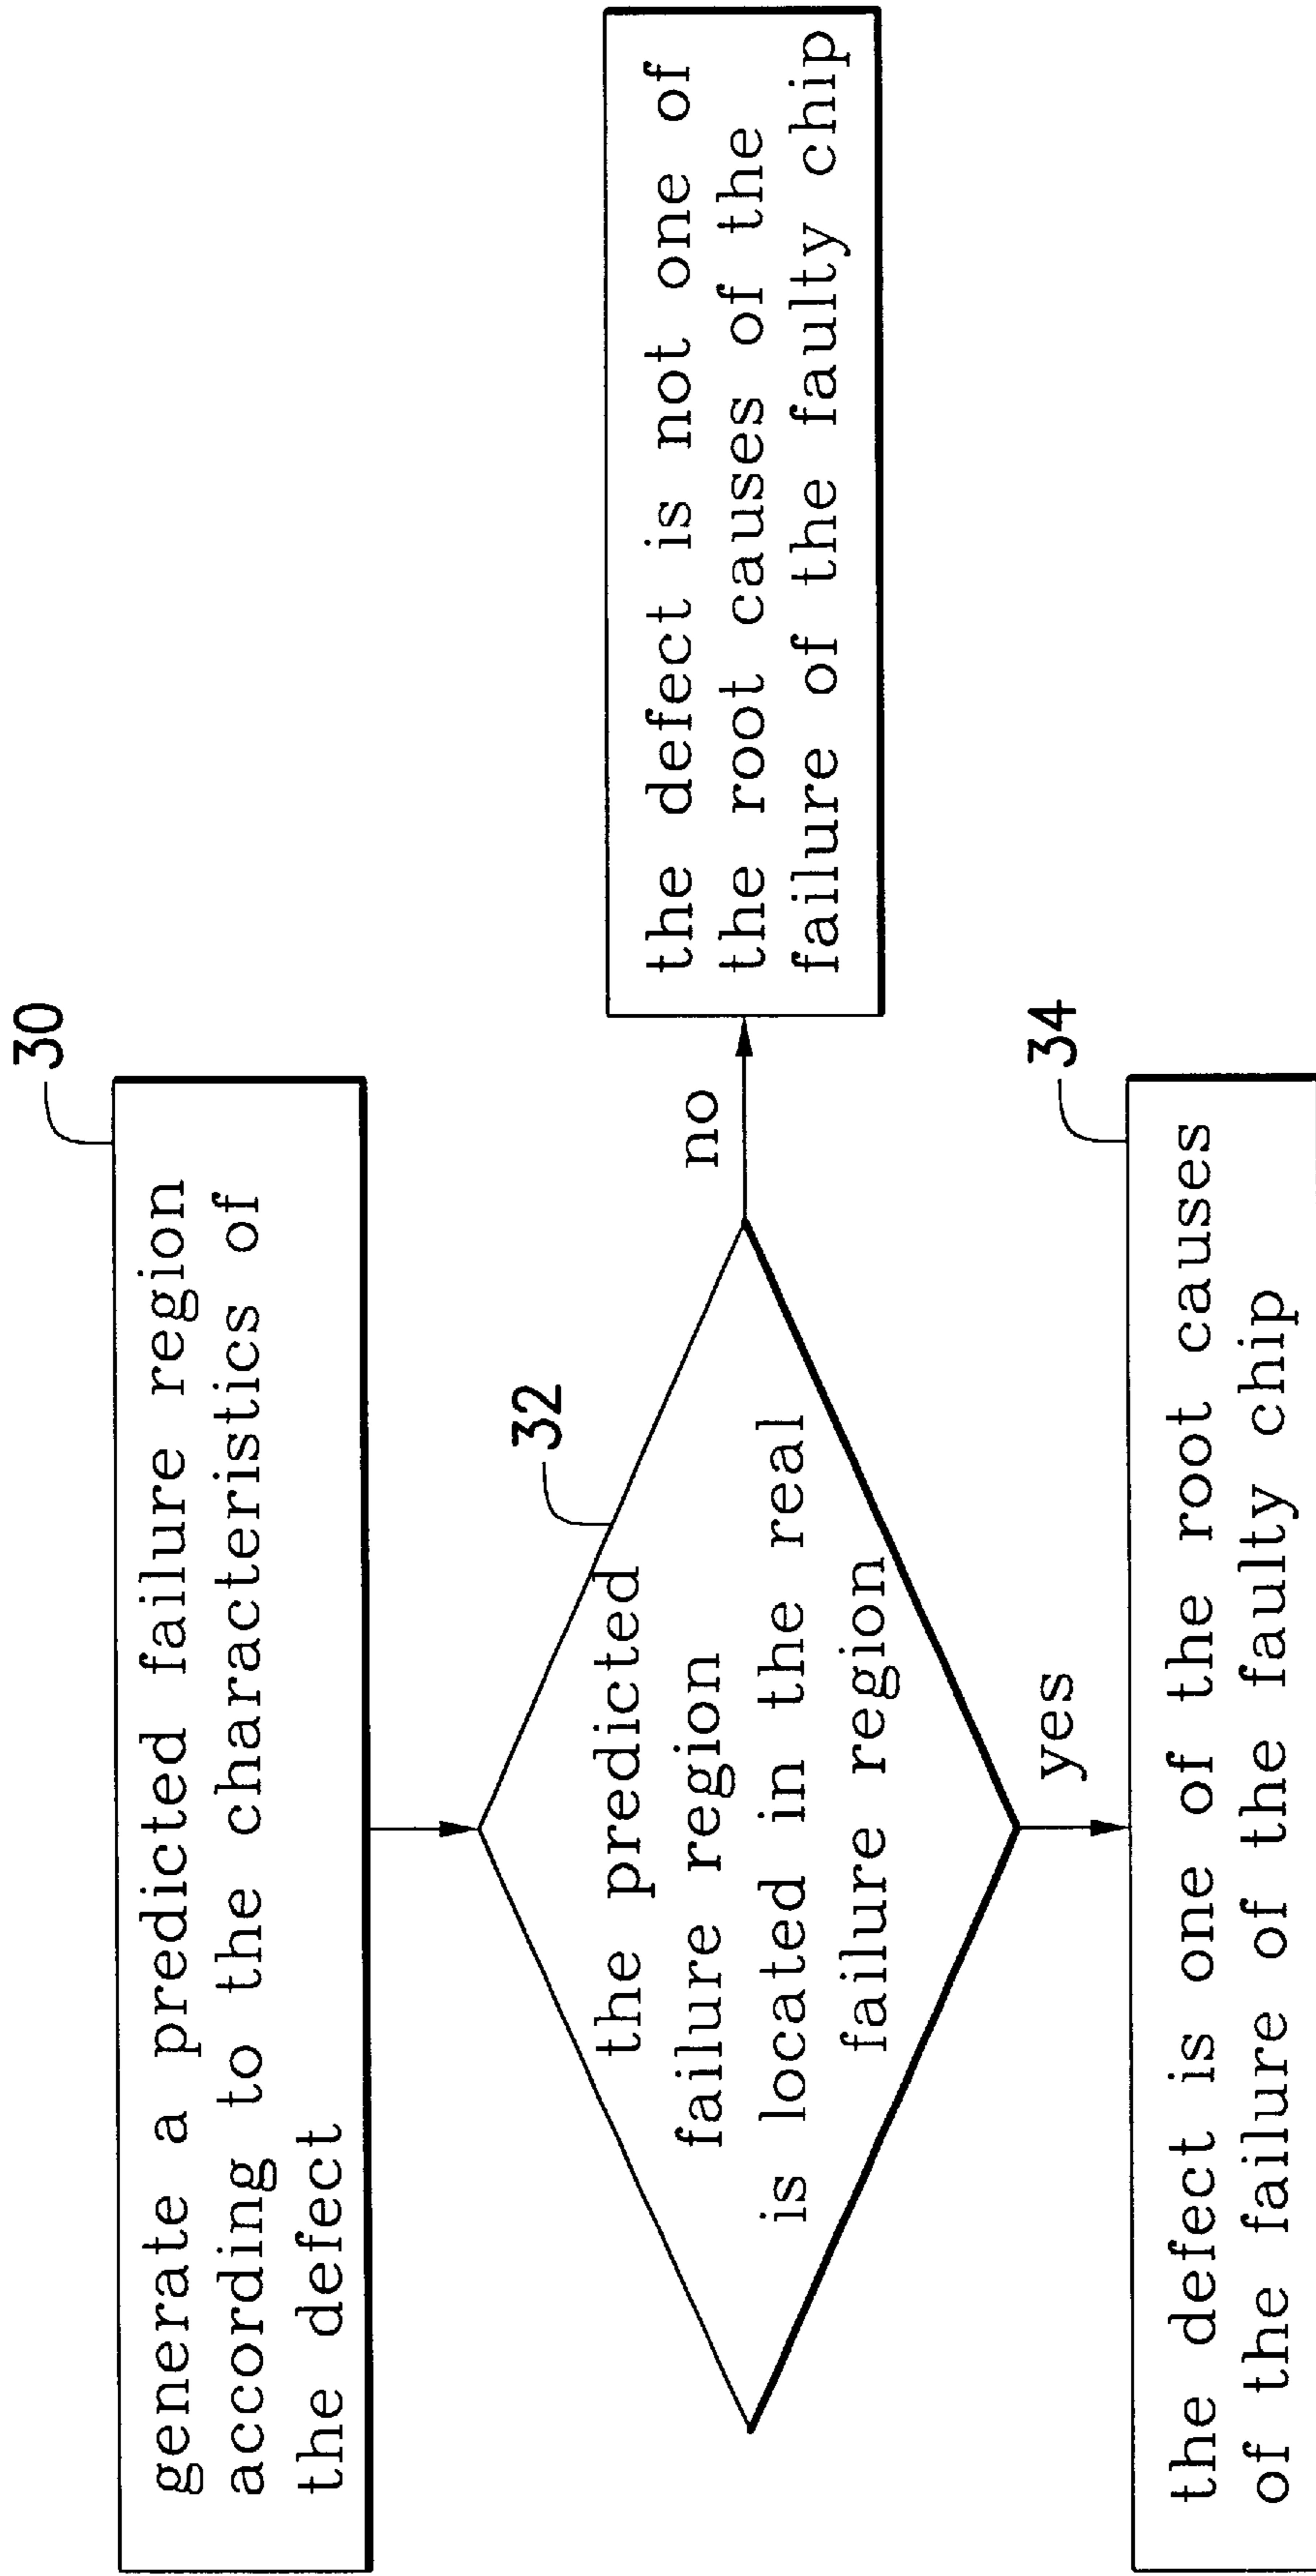 30
generate a predicted failure region
according to the characteristics of
the defect
32
the predicted
failure region
is located in the real
failure region
no
the defect is not one of
the root causes of the
failure of the faulty chip
yes
34
the defect is one of the root causes
of the failure of the faulty chip